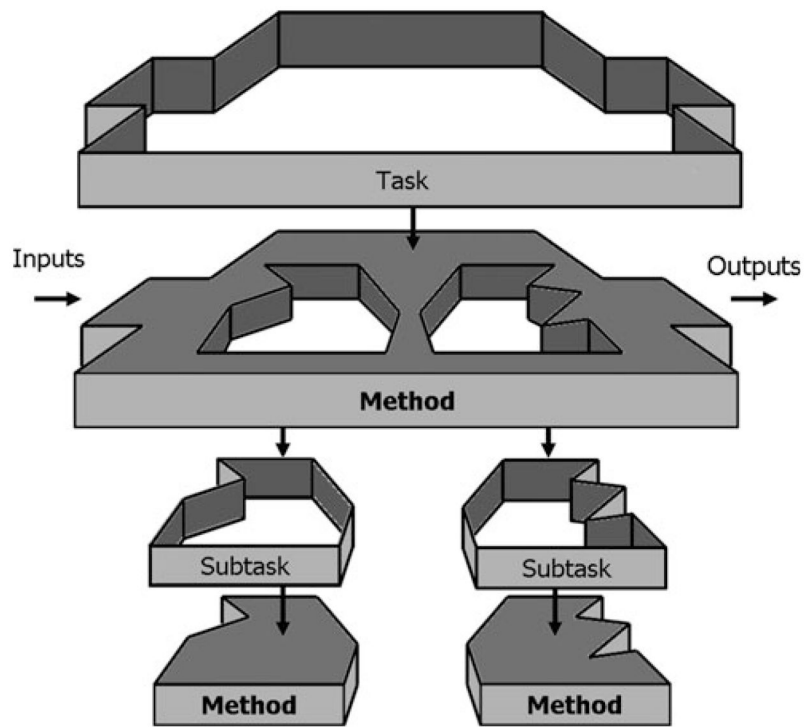 Task
Inputs
Outputs
Method
Subtask
Subtask
Method
Method